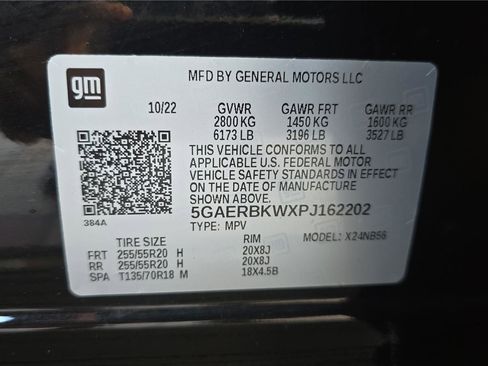 gm
MFD BY GENERAL MOTORS LLC
10/22 GVWR GAWR FRT GAWR RR
2800 KG 1450 KG 1600 KG
6173 LB 3196 LB 3527 LB
THIS VEHICLE CONFORMS TO ALL
APPLICABLE U.S. FEDERAL MOTOR
VEHICLE SAFETY STANDARDS IN EFFECT
ON THE DATE OF MANUFACTURE
SHOWN ABOVE.
384A
5GAERBKWXPJ162202
TYPE: MPV
TIRE SIZE RIM MODEL: X24NB56
FRT 255/55R20 H 20X8J
RR 255/55R20 H 20X8J
SPA T135/70R18 M 18X4.5B